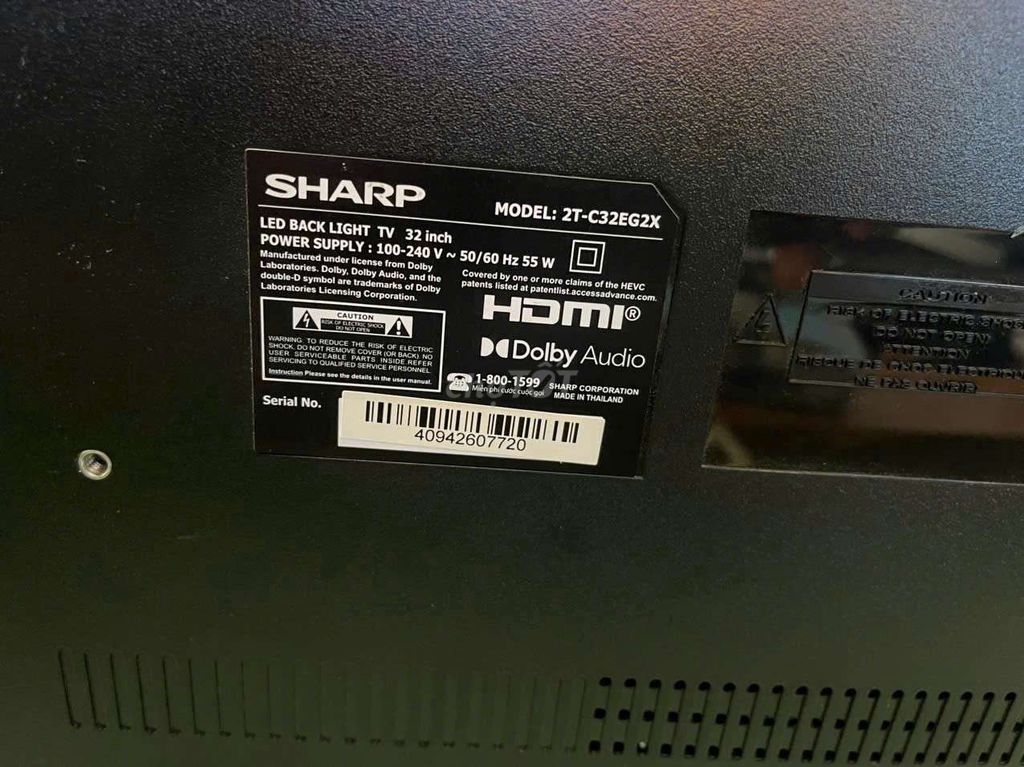 SHARP
MODEL: 2T-C32EG2X
LED BACK LIGHT TV 32 inch
POWER SUPPLY : 100-240 V ~ 50/60 Hz 55 W
Manufactured under license from Dolby
Laboratories. Dolby, Dolby Audio, and the
double-D symbol are trademarks of Dolby
Laboratories Licensing Corporation.
Covered by one or more claims of the HEVC
patents listed at patentlist.accessadvance.com.
HDMI®
Dolby Audio
CAUTION
RISK OF ELECTRIC SHOCK
DO NOT OPEN
WARNING: TO REDUCE THE RISK OF ELECTRIC
SHOCK, DO NOT REMOVE COVER (OR BACK) NO
USER SERVICEABLE PARTS INSIDE REFER
SERVICING TO QUALIFIED SERVICE PERSONNEL
Instruction Please see the details in the user manual.
1-800-1599
Miễn phí cước cuộc gọi
SHARP CORPORATION
MADE IN THAILAND
chợ TỐT
Serial No.
40942607720
CAUTION
RISK OF ELECTRIC SHOC
DO NOT OPEN
ATTENTION
RISQUE DE CHOC ELECTRIQUE
NE PAS OUVRIR